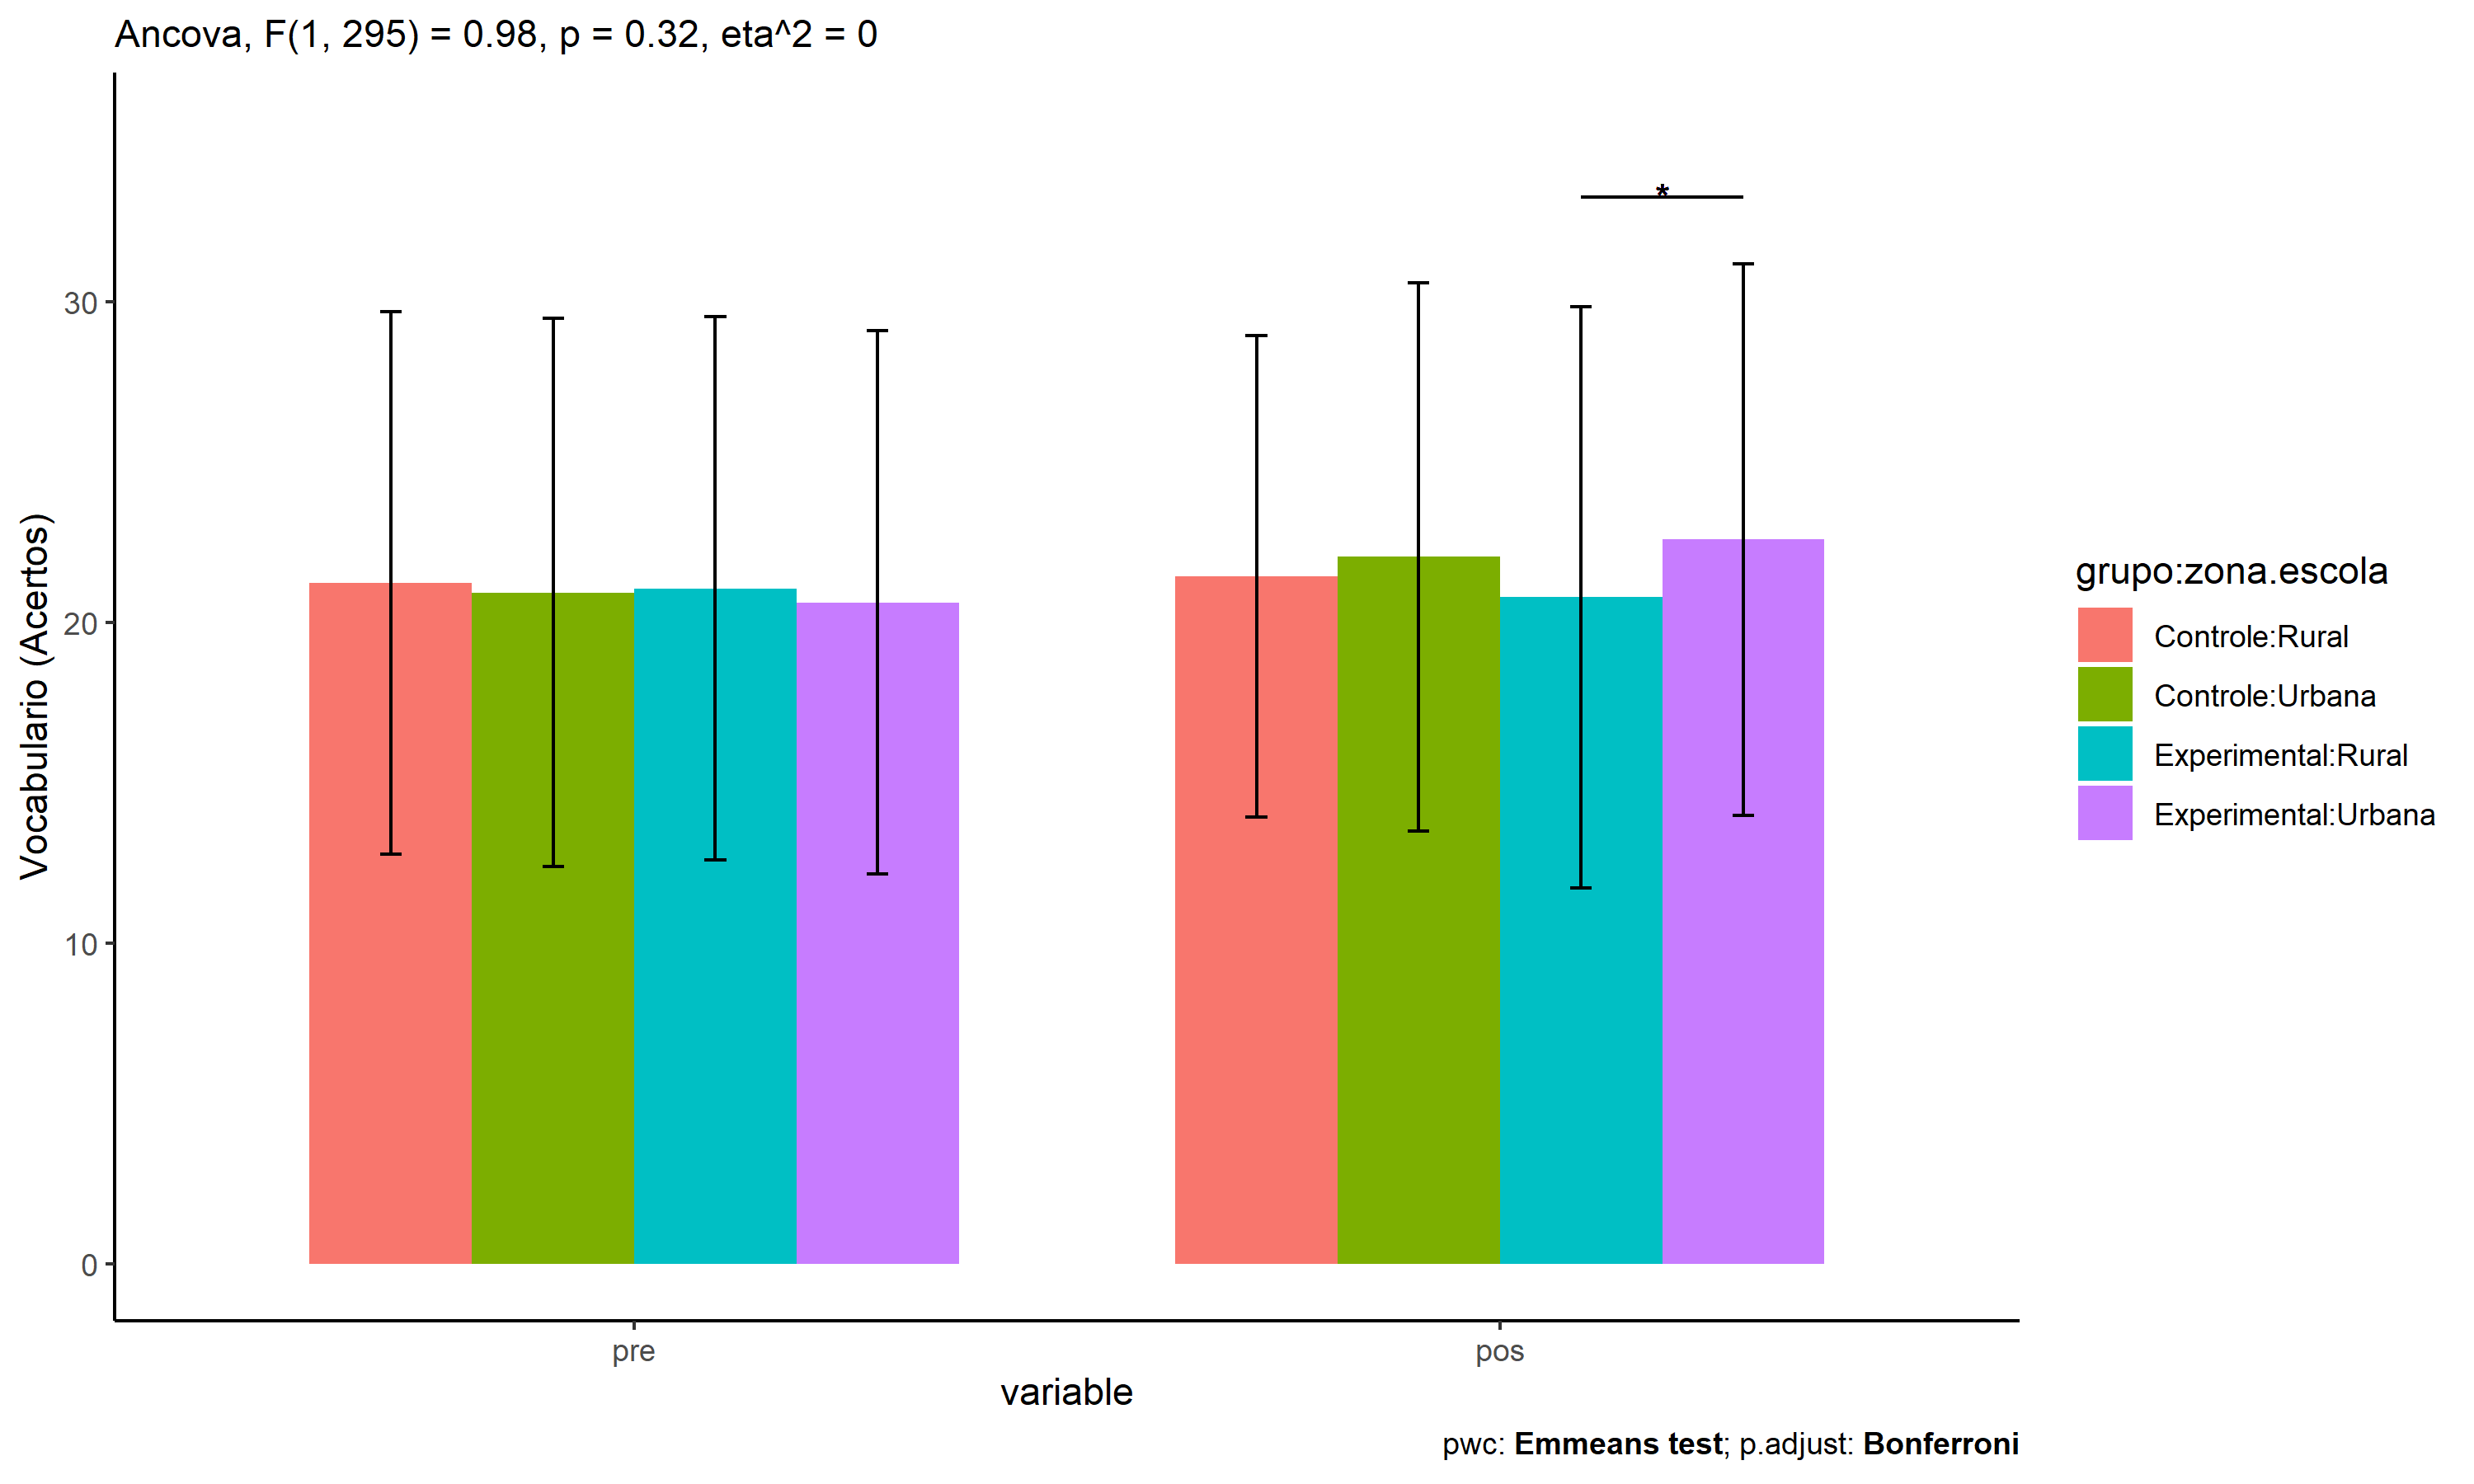 Ancova, F(1, 295) = 0.98, p = 0.32, eta^2 = 0
*
30
20
10
0
Vocabulario (Acertos)
pre
pos
variable
grupo:zona.escola
Controle:Rural
Controle:Urbana
Experimental:Rural
Experimental:Urbana
pwc: Emmeans test; p.adjust: Bonferroni